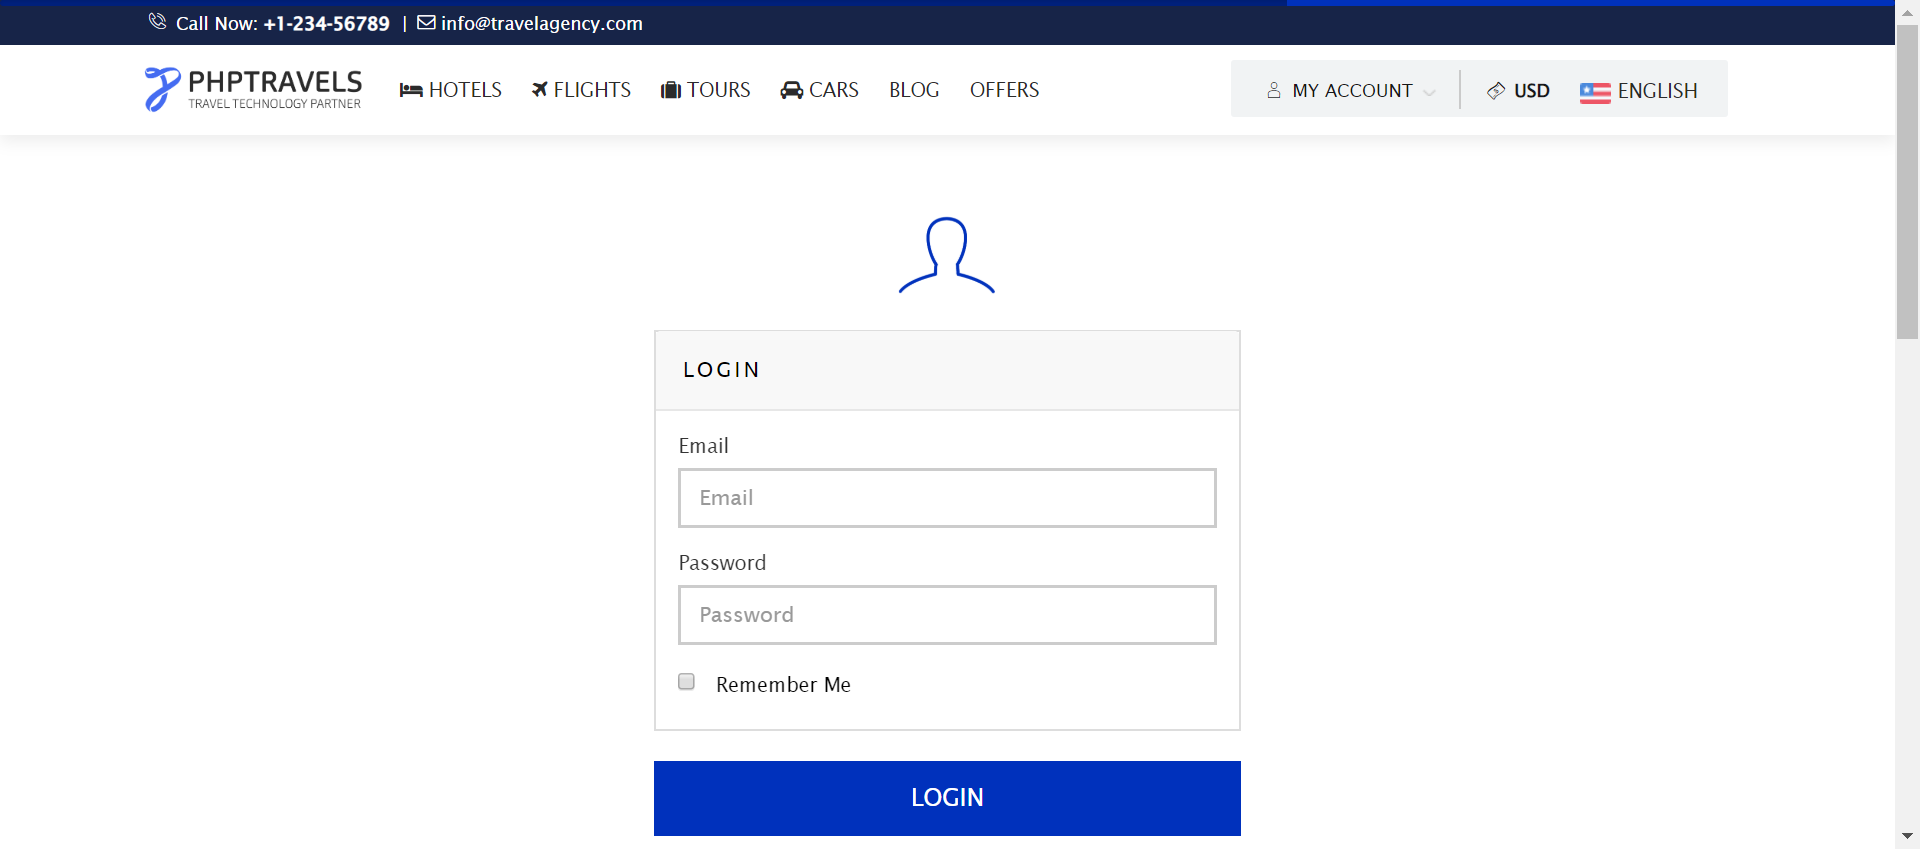 Call Now: +1-234-56789 | info@travelagency.com
PHPTRAVELS
TRAVEL TECHNOLOGY PARTNER
HOTELS FLIGHTS TOURS CARS BLOG OFFERS
MY ACCOUNT USD ENGLISH
LOGIN
Email
Email
Password
Password
Remember Me
LOGIN